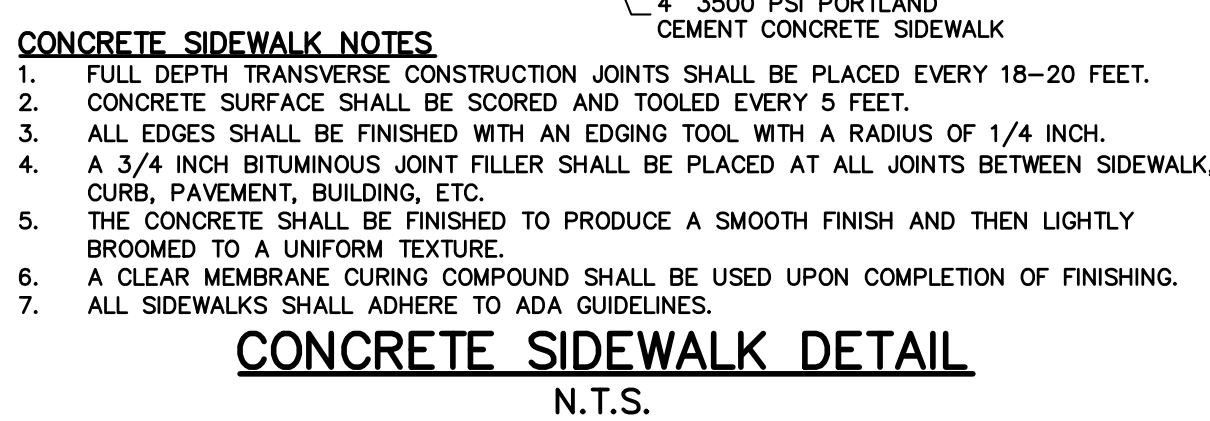 4" 3500 PSI PORTLAND
CEMENT CONCRETE SIDEWALK
CONCRETE SIDEWALK NOTES
1. FULL DEPTH TRANSVERSE CONSTRUCTION JOINTS SHALL BE PLACED EVERY 18-20 FEET.
2. CONCRETE SURFACE SHALL BE SCORED AND TOOLED EVERY 5 FEET.
3. ALL EDGES SHALL BE FINISHED WITH AN EDGING TOOL WITH A RADIUS OF 1/4 INCH.
4. A 3/4 INCH BITUMINOUS JOINT FILLER SHALL BE PLACED AT ALL JOINTS BETWEEN SIDEWALK,
CURB, PAVEMENT, BUILDING, ETC.
5. THE CONCRETE SHALL BE FINISHED TO PRODUCE A SMOOTH FINISH AND THEN LIGHTLY
BROOMED TO A UNIFORM TEXTURE.
6. A CLEAR MEMBRANE CURING COMPOUND SHALL BE USED UPON COMPLETION OF FINISHING.
7. ALL SIDEWALKS SHALL ADHERE TO ADA GUIDELINES.
CONCRETE SIDEWALK DETAIL
N.T.S.